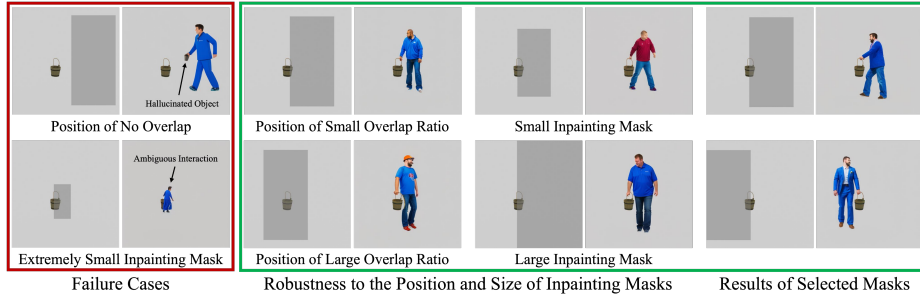 Hallucinated Object
Position of No Overlap
Position of Small Overlap Ratio
Small Inpainting Mask
Ambiguous Interaction
Extremely Small Inpainting Mask
Position of Large Overlap Ratio
Large Inpainting Mask
Failure Cases
Robustness to the Position and Size of Inpainting Masks
Results of Selected Masks